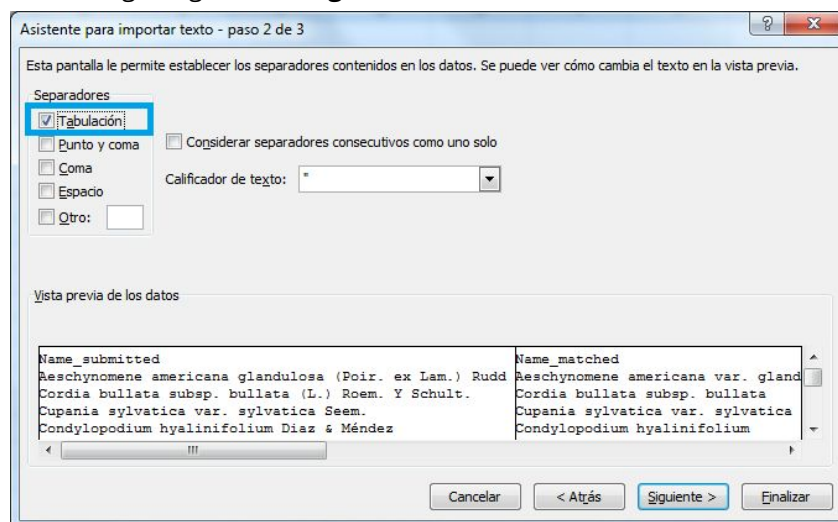 Asistente para importar texto - paso 2 de 3
Esta pantalla le permite establecer los separadores contenidos en los datos. Se puede ver cómo cambia el texto en la vista previa.
Separadores
Tabulación
Punto y coma
Coma
Espacio
Otro:
Considerar separadores consecutivos como uno solo
Calificador de texto: "
Vista previa de los datos
Name_submitted Name_matched
Aeschynomene americana glandulosa (Poir. ex Lam.) Rudd Aeschynomene americana var. gland
Cordia bullata subsp. bullata (L.) Roem. Y Schult. Cordia bullata subsp. bullata
Cupania sylvatica var. sylvatica Seem. Cupania sylvatica var. sylvatica
Condylopodium hyalinifolium Diaz & Méndez Condylopodium hyalinifolium
Cancelar < Atrás Siguiente > Finalizar